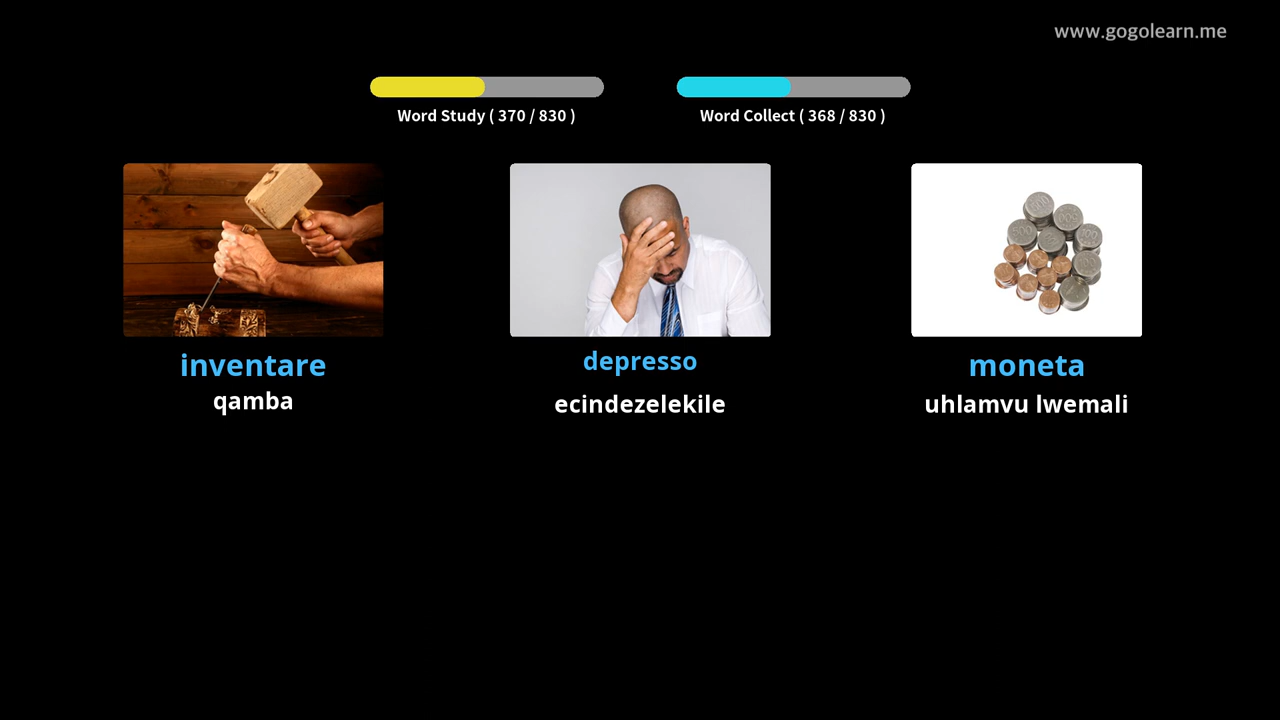 www.gogolearn.me
Word Study ( 370 / 830 )
Word Collect ( 368 / 830 )
inventare
qamba
depresso
ecindezelekile
moneta
uhlamvu lwemali